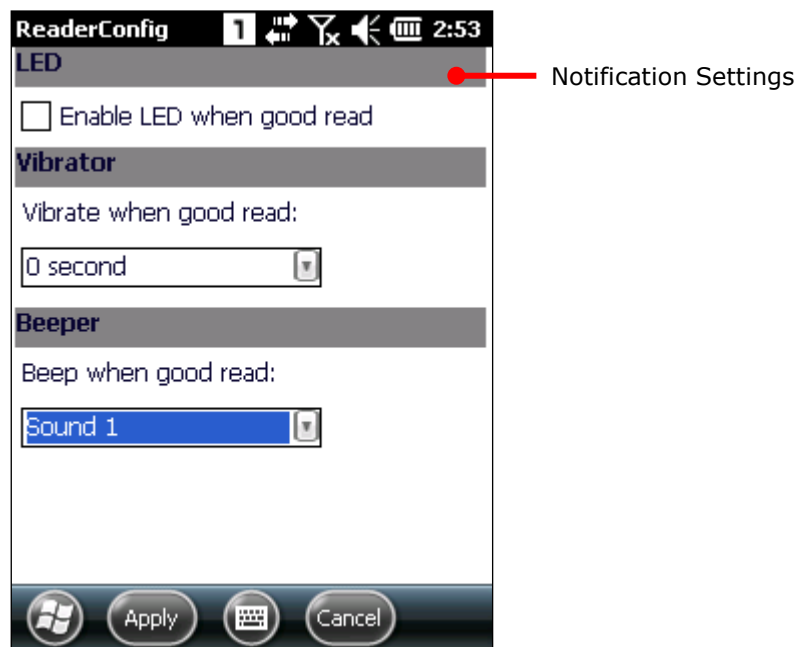 ReaderConfig 1 2:53
LED
Notification Settings
Enable LED when good read
Vibrator
Vibrate when good read:
0 second
Beeper
Beep when good read:
Sound 1
Apply Cancel